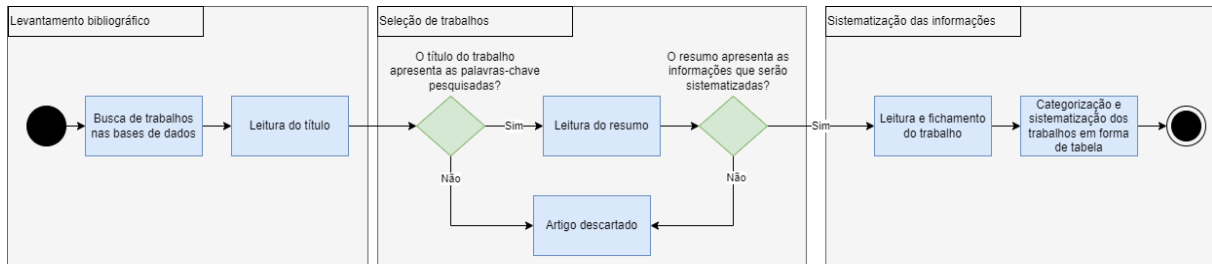 Levantamento bibliográfico
Busca de trabalhos
nas bases de dados
Leitura do título
Seleção de trabalhos
O título do trabalho
apresenta as palavras-chave
pesquisadas?
Sim
Não
Leitura do resumo
O resumo apresenta as
informações que serão
sistematizadas?
Sim
Não
Artigo descartado
Sistematização das informações
Leitura e fichamento
do trabalho
Categorização e
sistematização dos
trabalhos em forma
de tabela